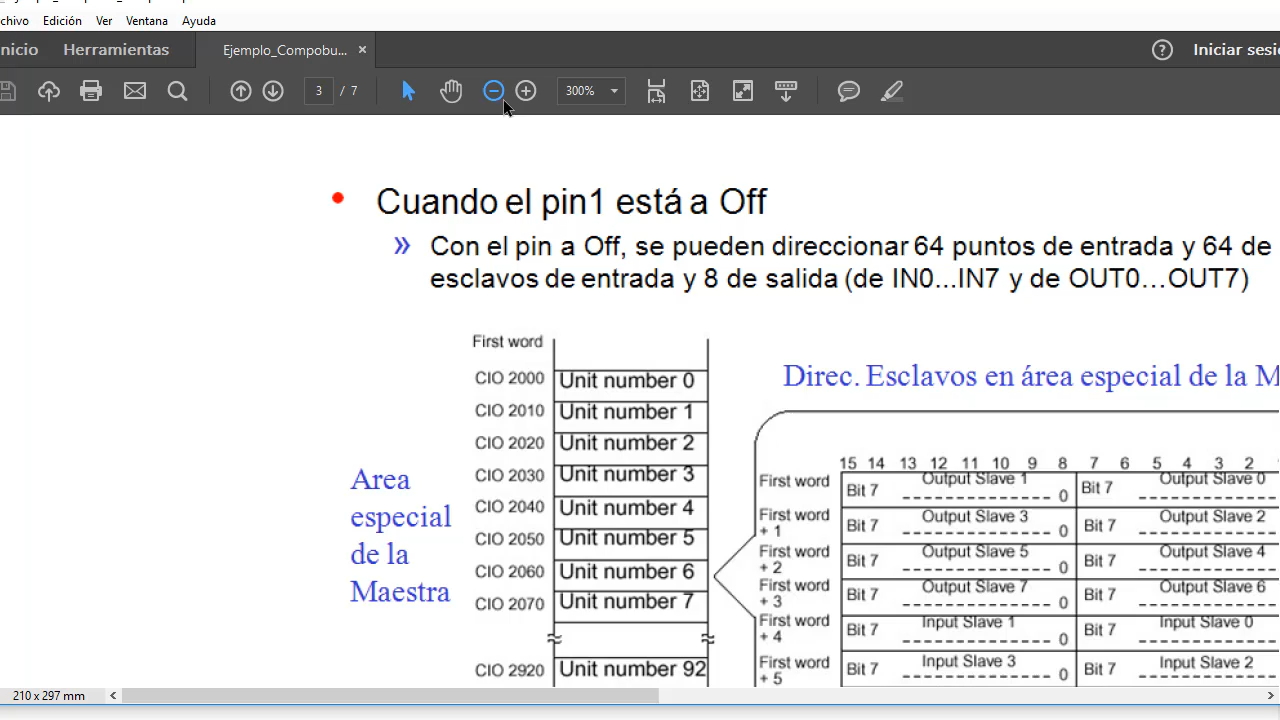 chivo Edición Ver Ventana Ayuda
nicio Herramientas Ejemplo_Compobu... × ? Iniciar sesi
3 / 7 300%
• Cuando el pin1 está a Off
» Con el pin a Off, se pueden direccionar 64 puntos de entrada y 64 de
esclavos de entrada y 8 de salida (de IN0...IN7 y de OUT0...OUT7)
First word
CIO 2000 Unit number 0
CIO 2010 Unit number 1
CIO 2020 Unit number 2
CIO 2030 Unit number 3
CIO 2040 Unit number 4
CIO 2050 Unit number 5
CIO 2060 Unit number 6
CIO 2070 Unit number 7
CIO 2920 Unit number 92
Area
especial
de la
Maestra
Direc. Esclavos en área especial de la M
15 14 13 12 11 10 9 8 7 6 5 4 3 2
First word Bit 7 Output Slave 1 0 Bit 7 Output Slave 0
First word + 1 Bit 7 Output Slave 3 0 Bit 7 Output Slave 2
First word + 2 Bit 7 Output Slave 5 0 Bit 7 Output Slave 4
First word + 3 Bit 7 Output Slave 7 0 Bit 7 Output Slave 6
First word + 4 Bit 7 Input Slave 1 0 Bit 7 Input Slave 0
First word + 5 Bit 7 Input Slave 3 0 Bit 7 Input Slave 2
210 x 297 mm